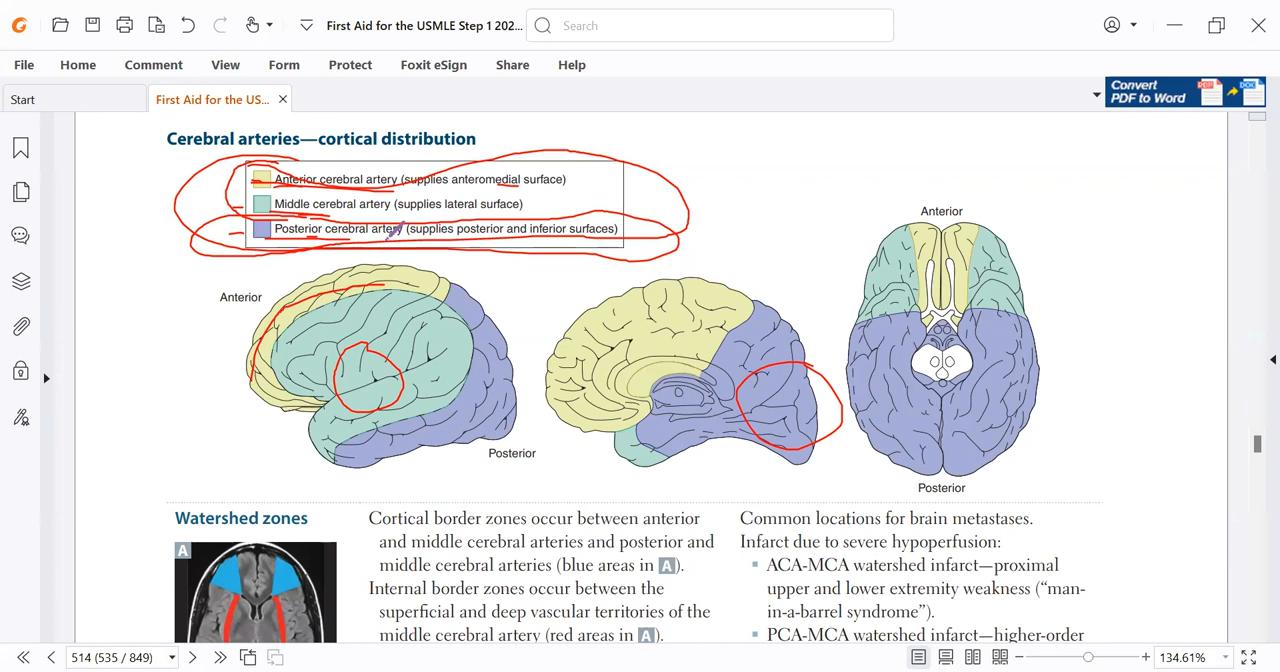 First Aid for the USMLE Step 1 202...
Search
File Home Comment View Form Protect Foxit eSign Share Help
Start
First Aid for the US...
Convert
PDF to Word
Cerebral arteries—cortical distribution
Anterior cerebral artery (supplies anteromedial surface)
Middle cerebral artery (supplies lateral surface)
Posterior cerebral artery (supplies posterior and inferior surfaces)
Anterior
Anterior
Posterior
Posterior
Watershed zones
A
Cortical border zones occur between anterior
and middle cerebral arteries and posterior and
middle cerebral arteries (blue areas in A).
Internal border zones occur between the
superficial and deep vascular territories of the
middle cerebral artery (red areas in A).
Common locations for brain metastases.
Infarct due to severe hypoperfusion:
▪ ACA-MCA watershed infarct—proximal
upper and lower extremity weakness (“man-
in-a-barrel syndrome”).
▪ PCA-MCA watershed infarct—higher-order
514 (535 / 849)
134.61%